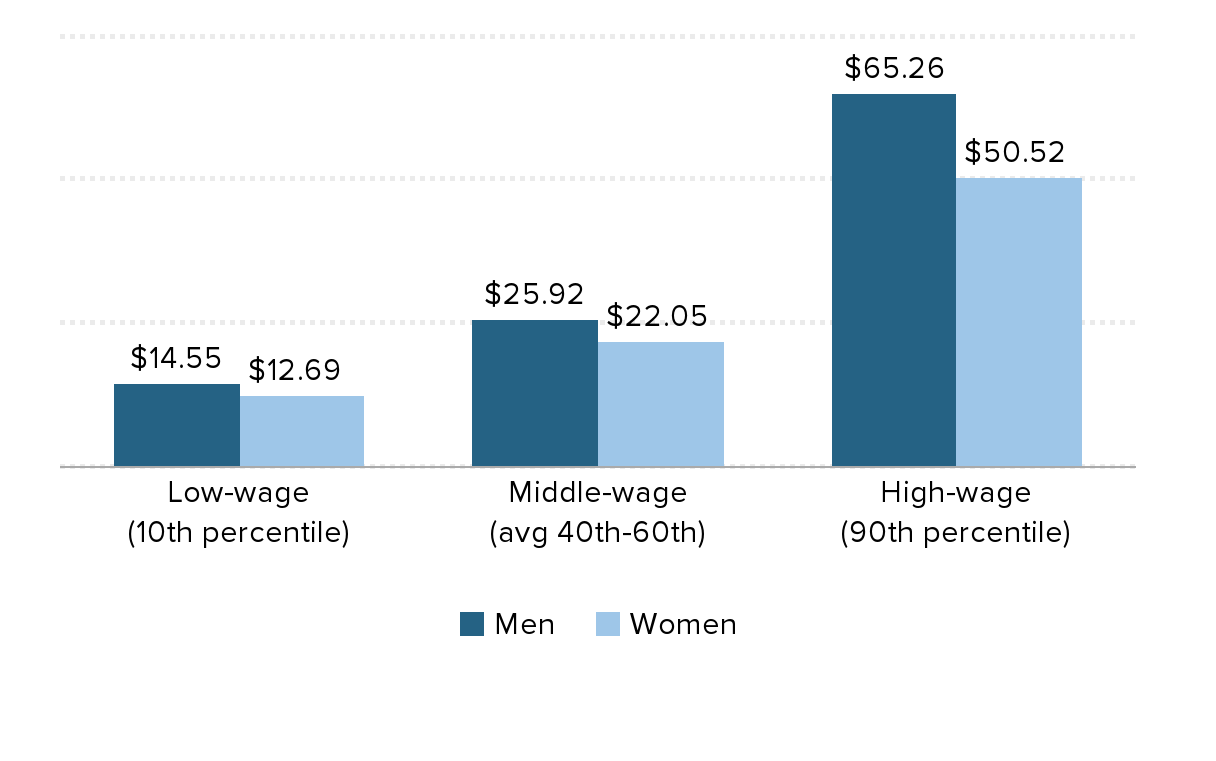 $65.26
$50.52
$25.92
$22.05
$14.55
$12.69
Low-wage
(10th percentile)
Middle-wage
(avg 40th-60th)
High-wage
(90th percentile)
Men
Women